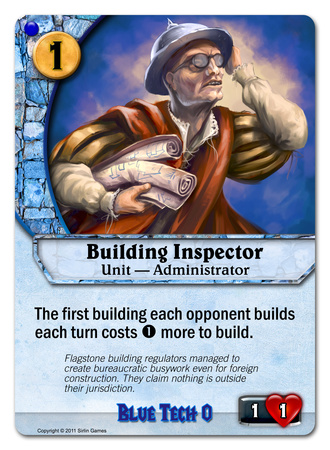 1
Building Inspector
Unit — Administrator
The first building each opponent builds
each turn costs ❶ more to build.
Flagstone building regulators managed to
create bureaucratic busywork even for foreign
construction. They claim nothing is outside
their jurisdiction.
Blue Tech 0
1 1
Copyright © 2011 Sirlin Games